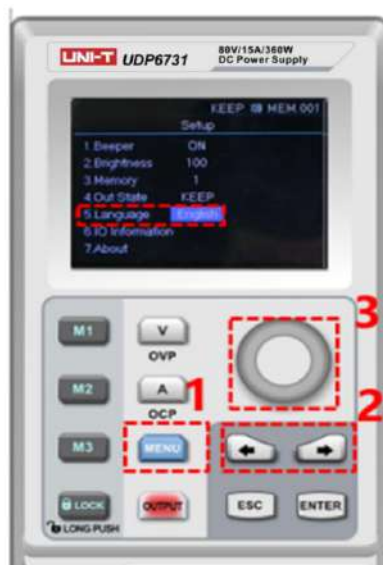 UNI-T UDP6731
80V/15A/360W
DC Power Supply
KEEP MEM 001
Setup
1.Beeper ON
2.Brightness 100
3.Memory 1
4.Out State KEEP
5.Language English
6.IO Information
7.About
M1 V
OVP
3
M2 A 1
OCP
2
M3 MENU
LOCK OUTPUT ESC ENTER
LONG PUSH